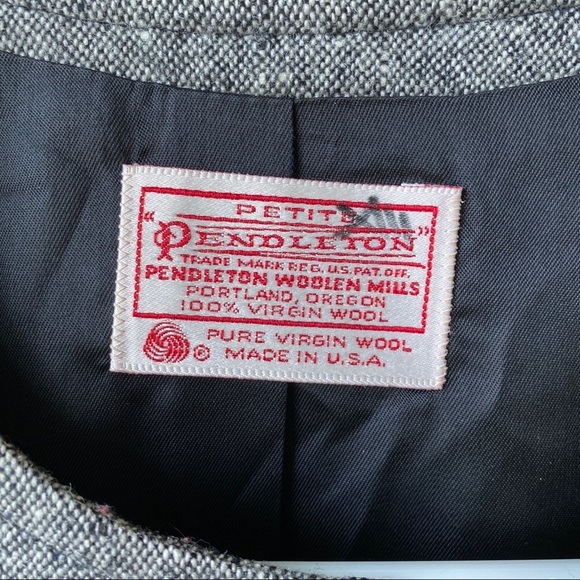 PETITE
"PENDLETON"
TRADE MARK REG. U.S. PAT. OFF.
PENDLETON WOOLEN MILLS
PORTLAND, OREGON
100% VIRGIN WOOL
® PURE VIRGIN WOOL
MADE IN U.S.A.